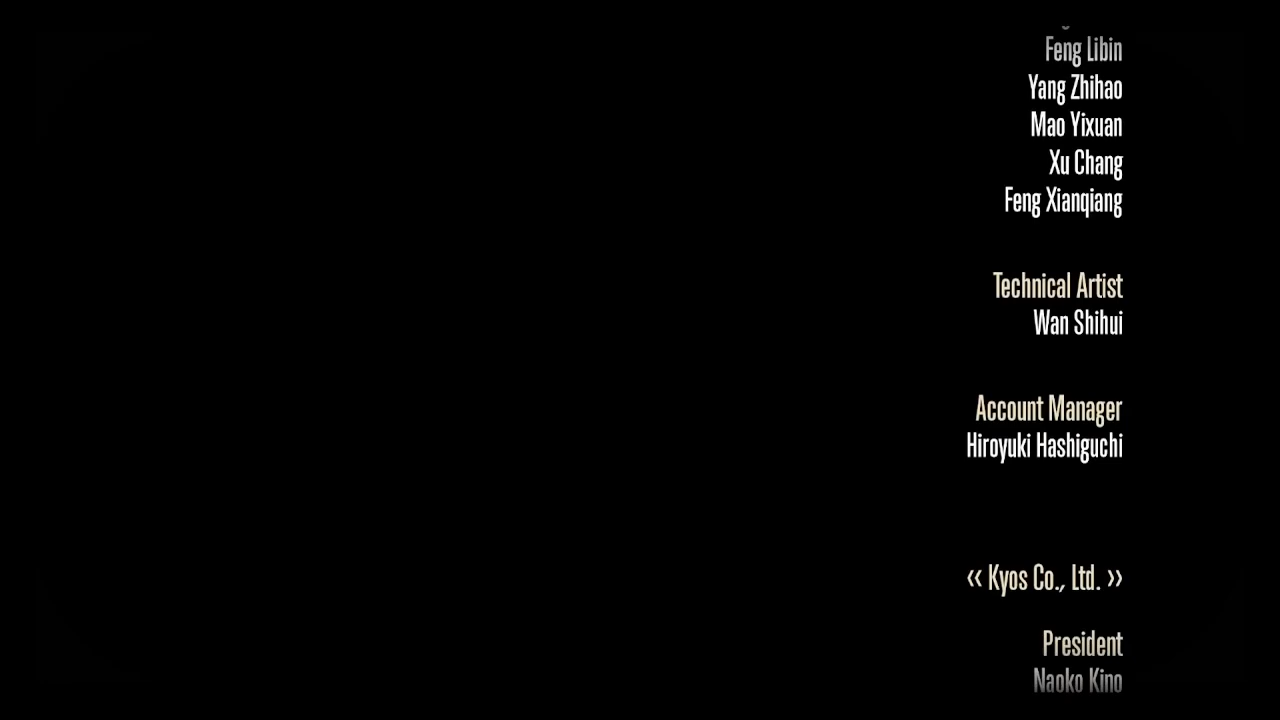 Feng Libin
Yang Zhihao
Mao Yixuan
Xu Chang
Feng Xianqiang
Technical Artist
Wan Shihui
Account Manager
Hiroyuki Hashiguchi
‹‹ Kyos Co., Ltd. ››
President
Naoko Kino